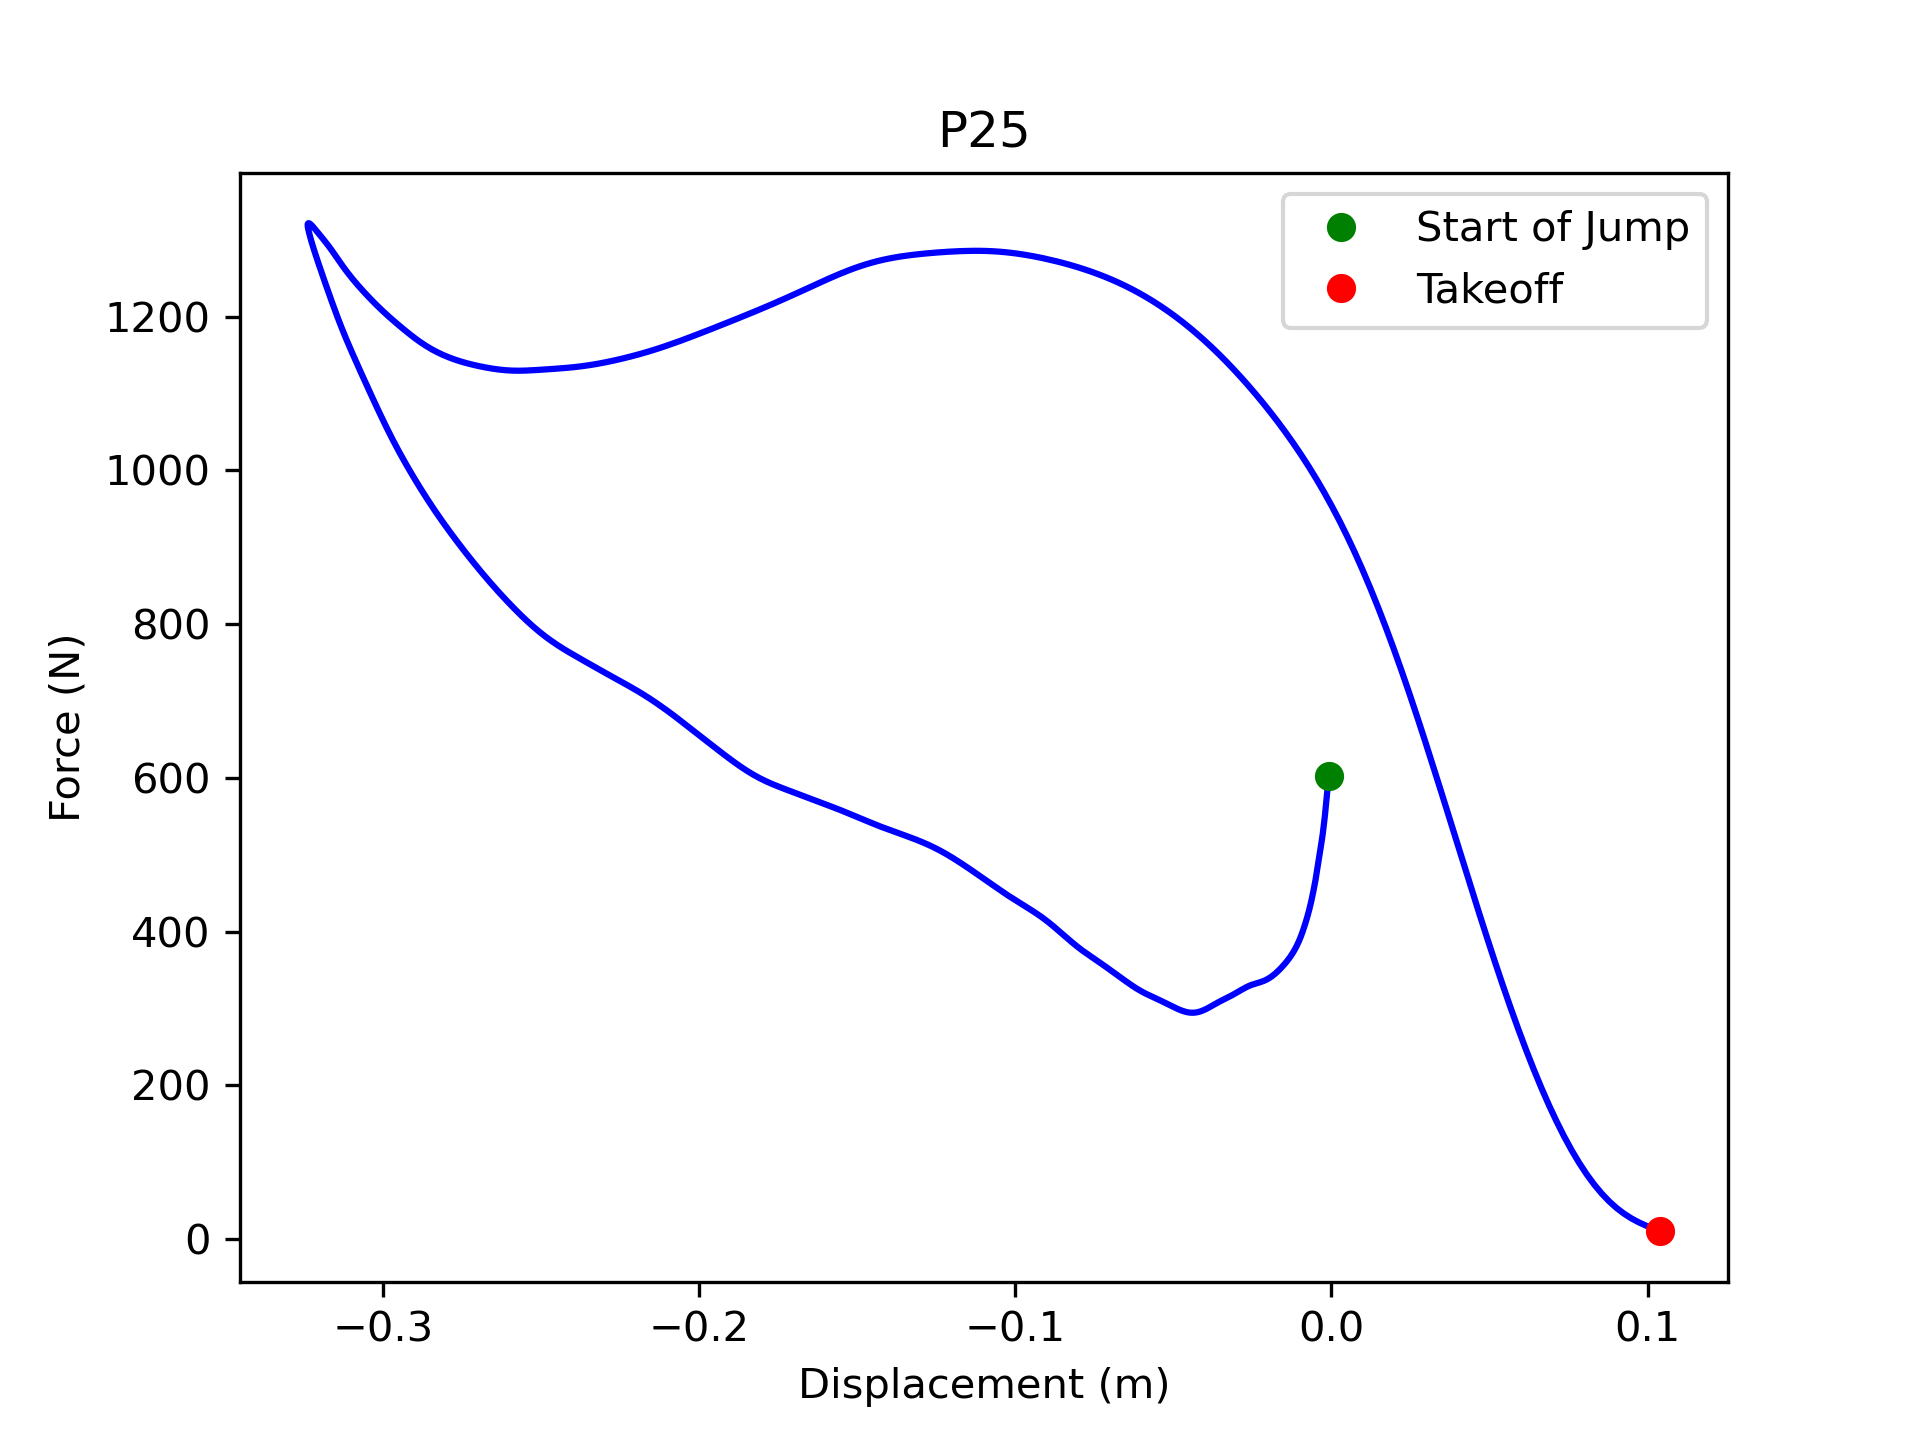 P25
Start of Jump
Takeoff
1200
1000
800
600
400
200
0
Force (N)
−0.3
−0.2
−0.1
0.0
0.1
Displacement (m)